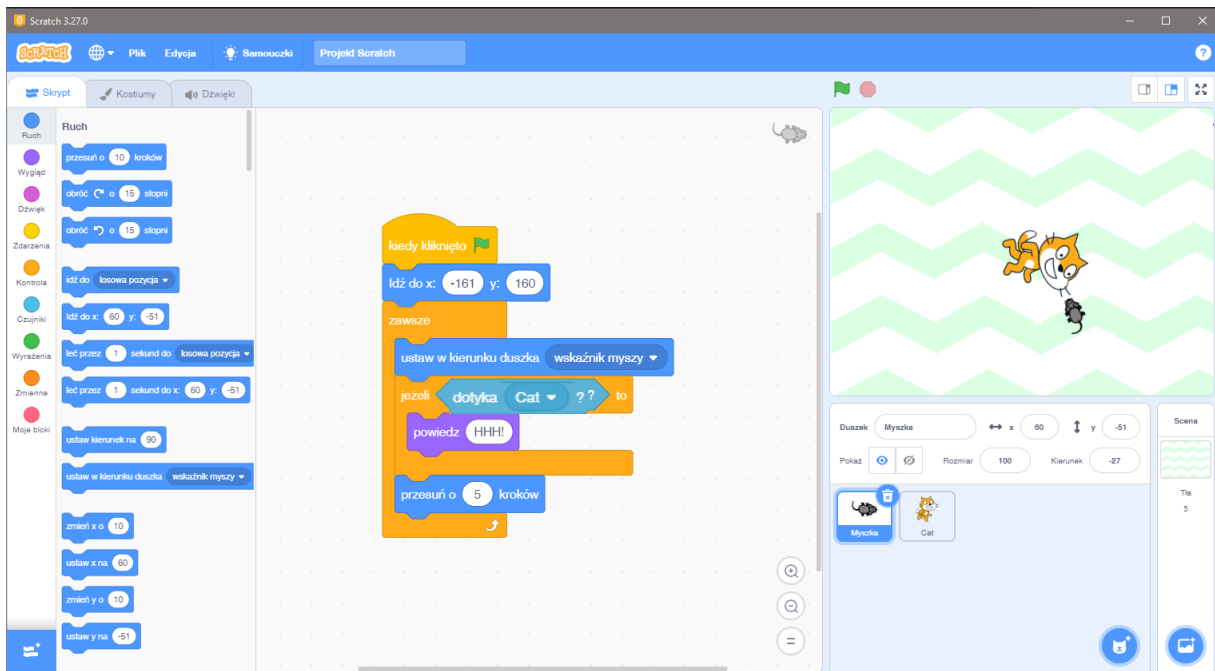 Scratch 3.27.0
SCRATCH Plik Edycja Samouczki Projekt Scratch ?
Skrypt Kostiumy Dźwięki
Ruch
Wygląd
Dźwięk
Zdarzenia
Kontrola
Czujniki
Wyrażenia
Zmienne
Moje bloki
Ruch
przesuń o 10 kroków
obróć o 15 stopni
obróć o 15 stopni
idź do losowa pozycja
Idź do x: 60 y: -51
leć przez 1 sekund do losowa pozycja
leć przez 1 sekund do x: 60 y: -51
ustaw kierunek na 90
ustaw w kierunku duszka wskaźnik myszy
zmień x o 10
ustaw x na 60
zmień y o 10
ustaw y na -51
kiedy kliknięto
Idź do x: -161 y: 160
zawsze
ustaw w kierunku duszka wskaźnik myszy
jeżeli dotyka Cat ? ? to
powiedz HHH!
przesuń o 5 kroków
Duszek Myszka x 60 y -51
Pokaż Rozmiar 100 Kierunek -27
Myszka Cat
Scena
Tła
5